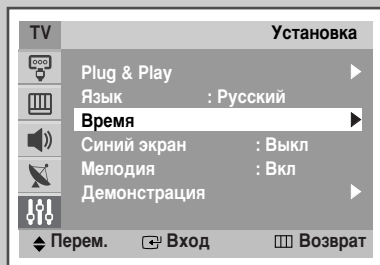 TV Установка
Plug & Play
Язык : Русский
Время
Синий экран : Выкл
Мелодия : Вкл
Демонстрация
Перем. Вход Возврат